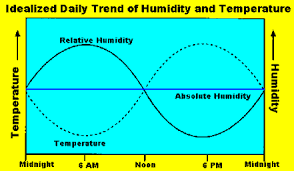 Idealized Daily Trend of Humidity and Temperature
Relative Humidity
Temperature
Humidity
Absolute Humidity
Temperature
Midnight 6 AM Noon 6 PM Midnight